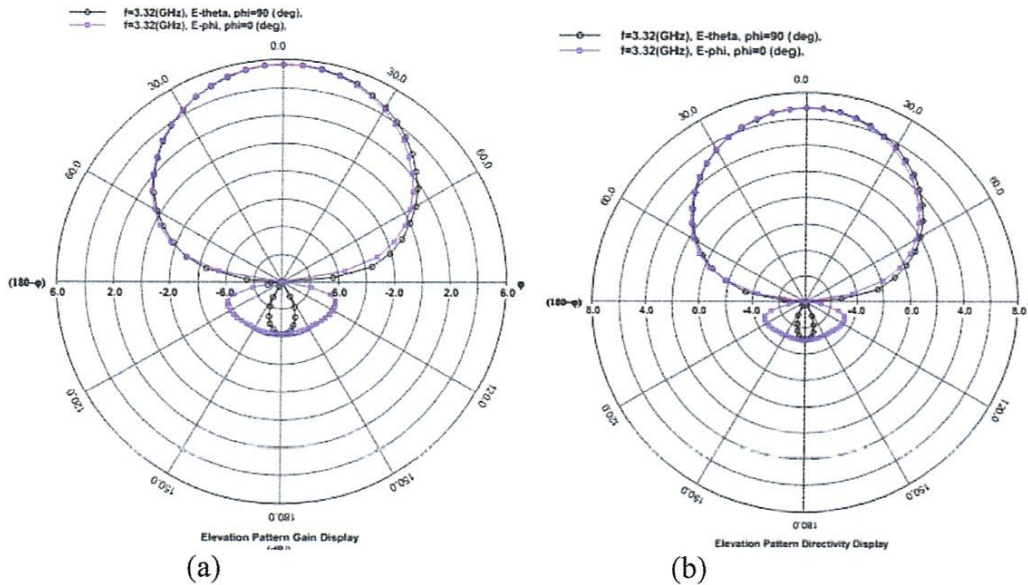 f=3.32(GHz), E-theta, phi=90 (deg),
f=3.32(GHz), E-phi, phi=0 (deg),
0.0
30.0 30.0
60.0 60.0
(180-φ) φ
6.0 2.0 -2.0 -6.0 -6.0 -2.0 2.0 6.0
120.0 120.0
150.0 150.0
180.0
Elevation Pattern Gain Display
(a)
f=3.32(GHz), E-theta, phi=90 (deg),
f=3.32(GHz), E-phi, phi=0 (deg),
0.0
30.0 30.0
60.0 60.0
(180-φ)
8.0 4.0 0.0 -4.0 -4.0 0.0 4.0 8.0
120.0 120.0
150.0 150.0
180.0
Elevation Pattern Directivity Display
(b)